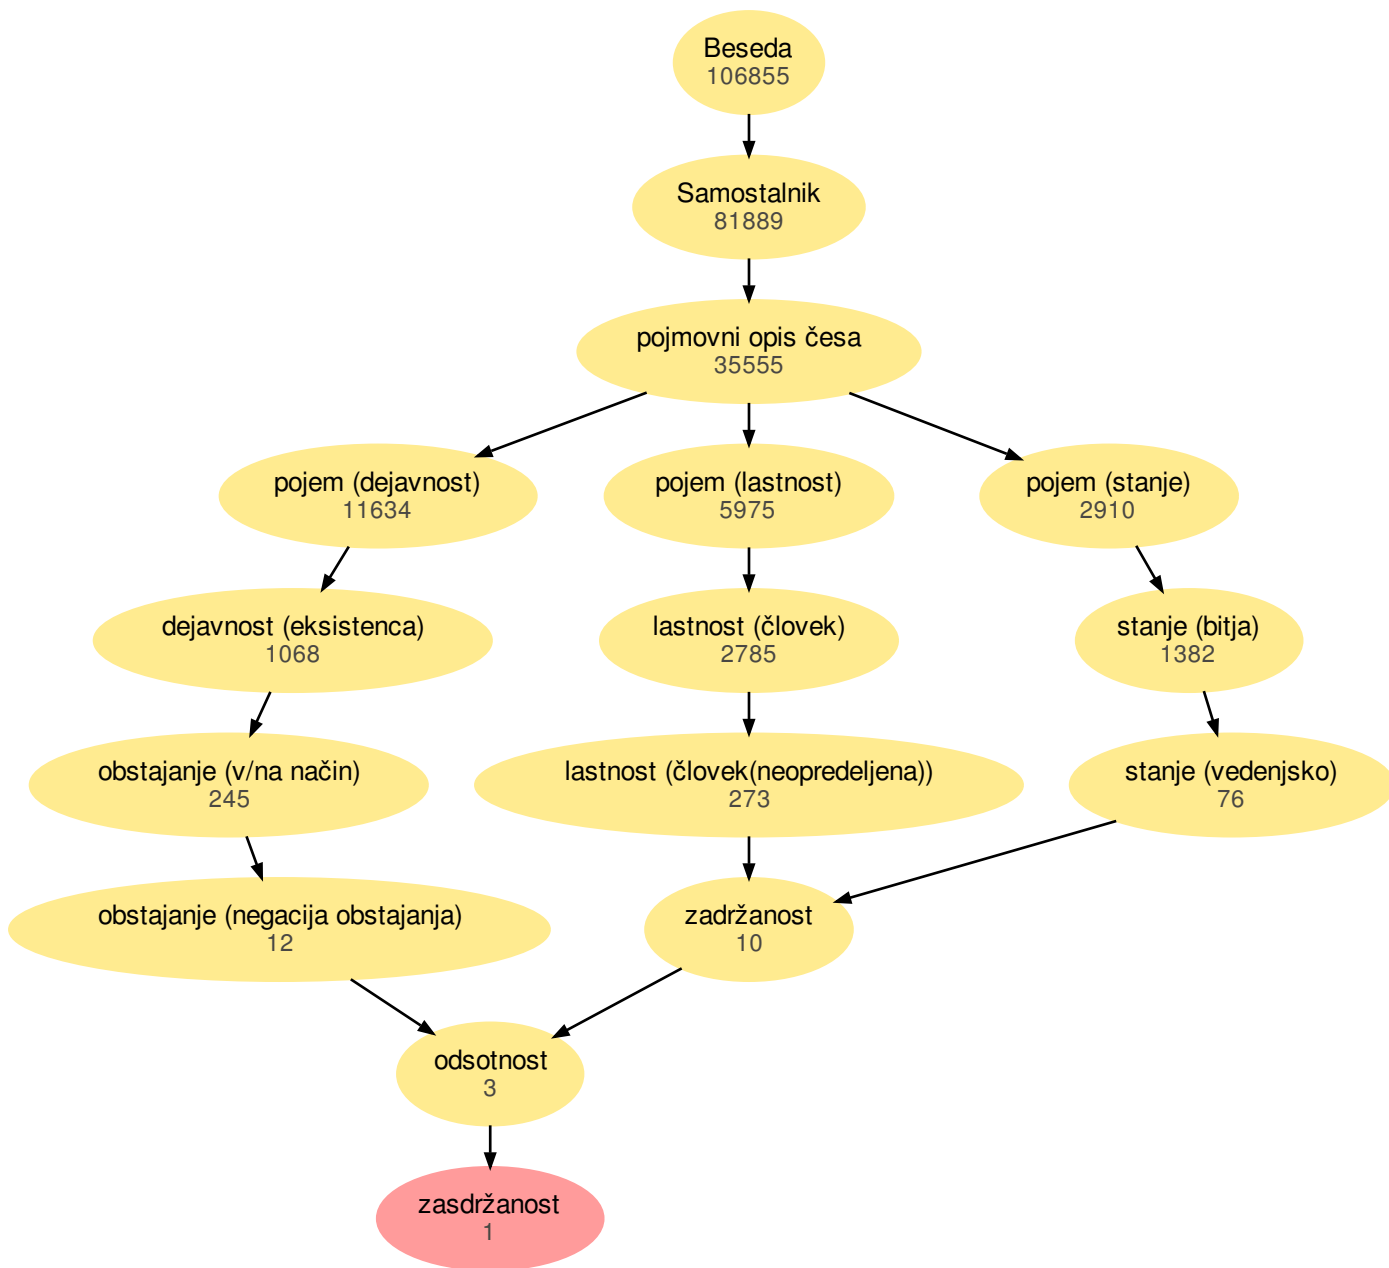 Beseda
106855
Samostalnik
81889
pojmovni opis česa
35555
pojem (dejavnost)
11634
pojem (lastnost)
5975
pojem (stanje)
2910
dejavnost (eksistenca)
1068
lastnost (človek)
2785
stanje (bitja)
1382
obstajanje (v/na način)
245
lastnost (človek(neopredeljena))
273
stanje (vedenjsko)
76
obstajanje (negacija obstajanja)
12
zadržanost
10
odsotnost
3
zasdržanost
1